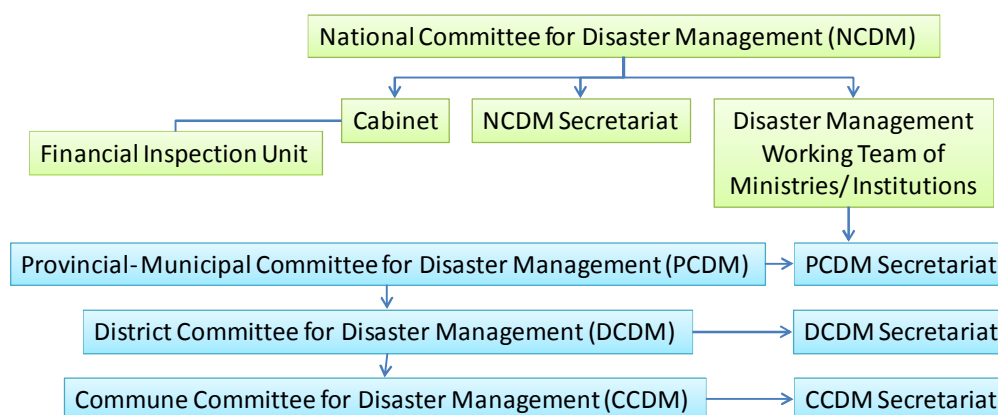 National Committee for Disaster Management (NCDM)
Cabinet
NCDM Secretariat
Disaster Management
Working Team of
Ministries/ Institutions
Financial Inspection Unit
Provincial- Municipal Committee for Disaster Management (PCDM)
PCDM Secretariat
District Committee for Disaster Management (DCDM)
DCDM Secretariat
Commune Committee for Disaster Management (CCDM)
CCDM Secretariat